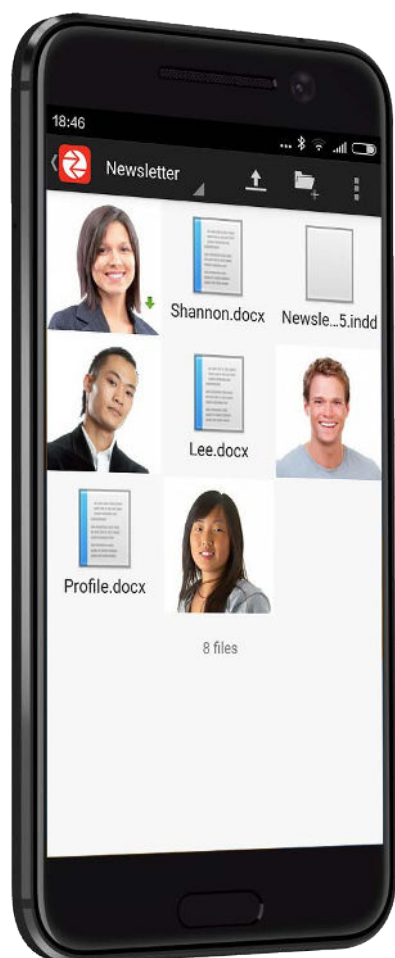 18:46
Newsletter
Shannon.docx
Newsle...5.indd
Lee.docx
Profile.docx
8 files